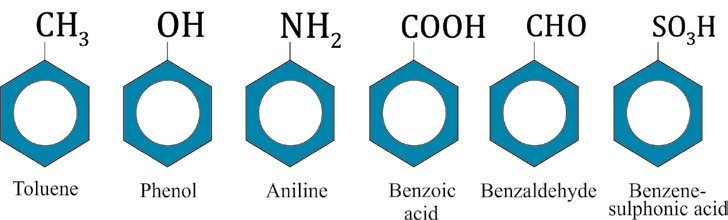 CH₃ OH NH₂ COOH CHO SO₃H
Toluene Phenol Aniline Benzoic acid Benzaldehyde Benzene-sulphonic acid